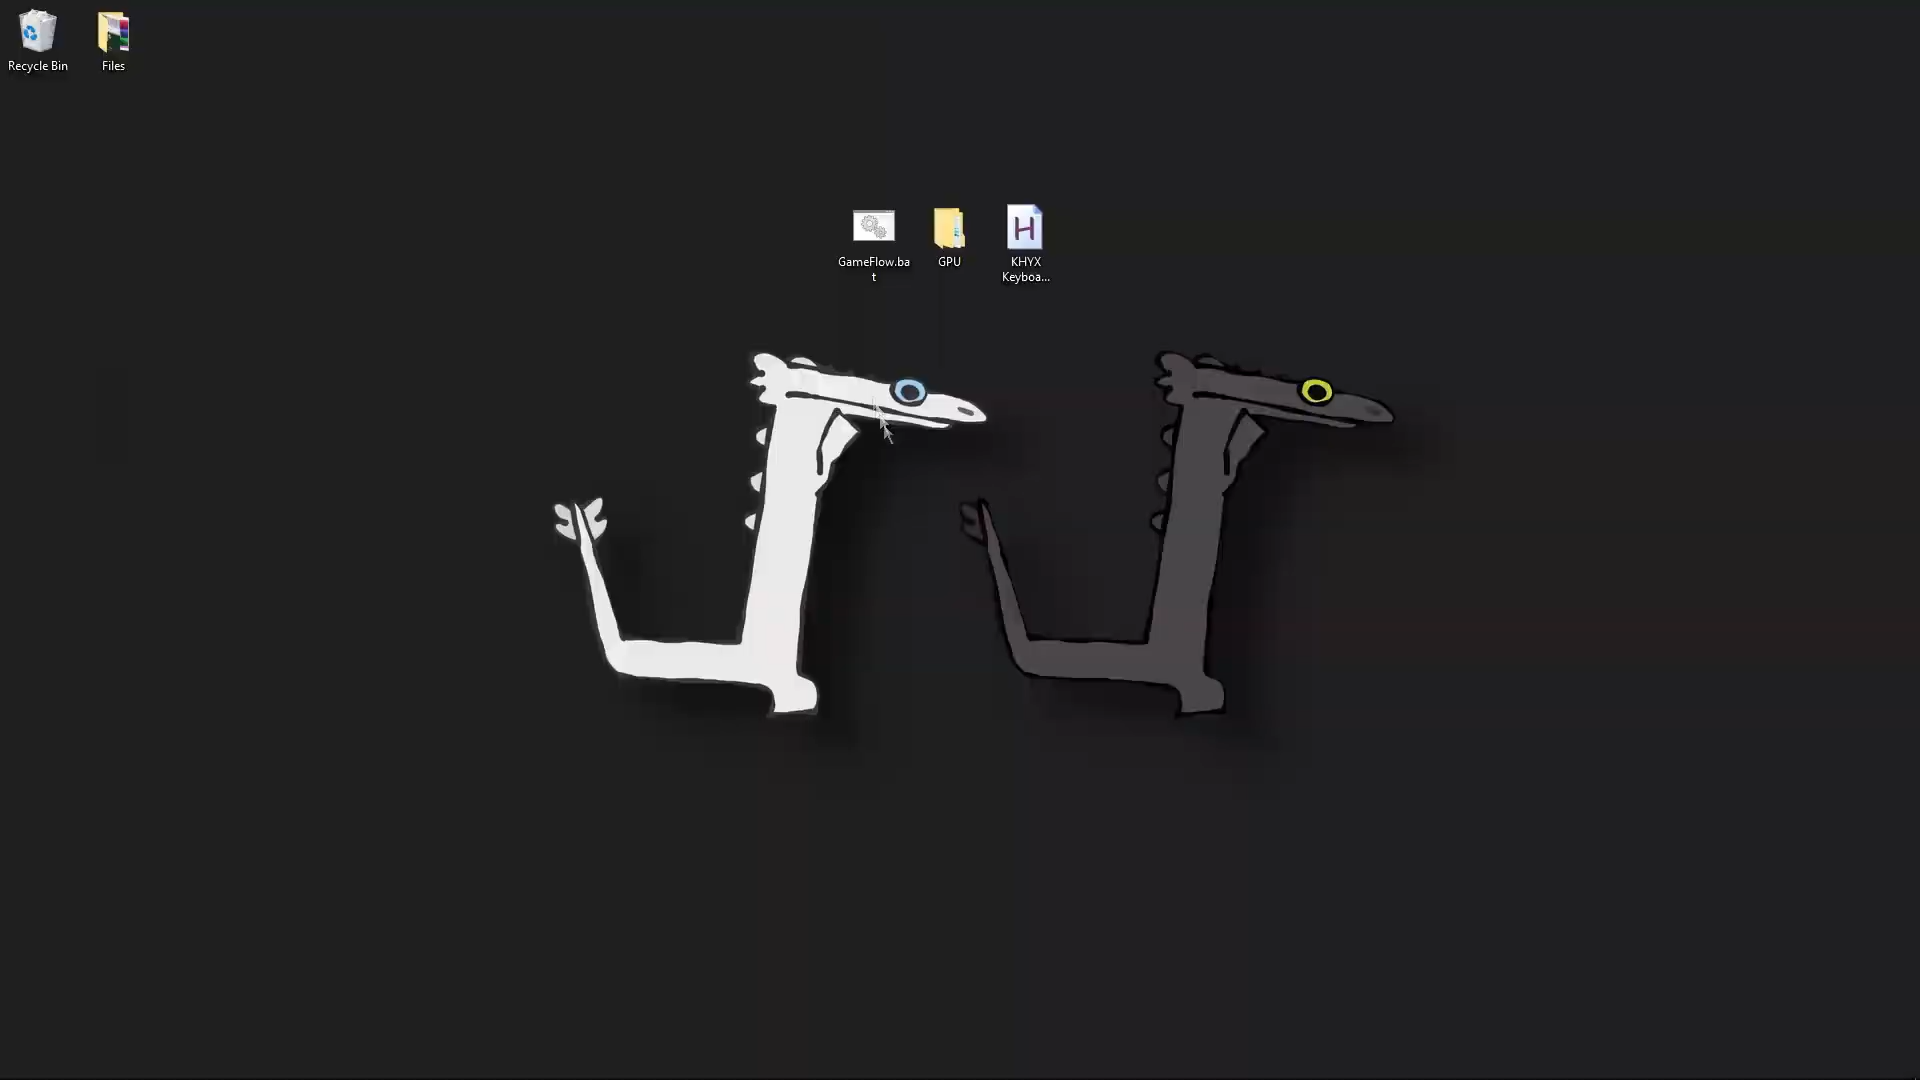 Recycle Bin
Files
GameFlow.ba
t
GPU
KHYX
Keyboa...
H